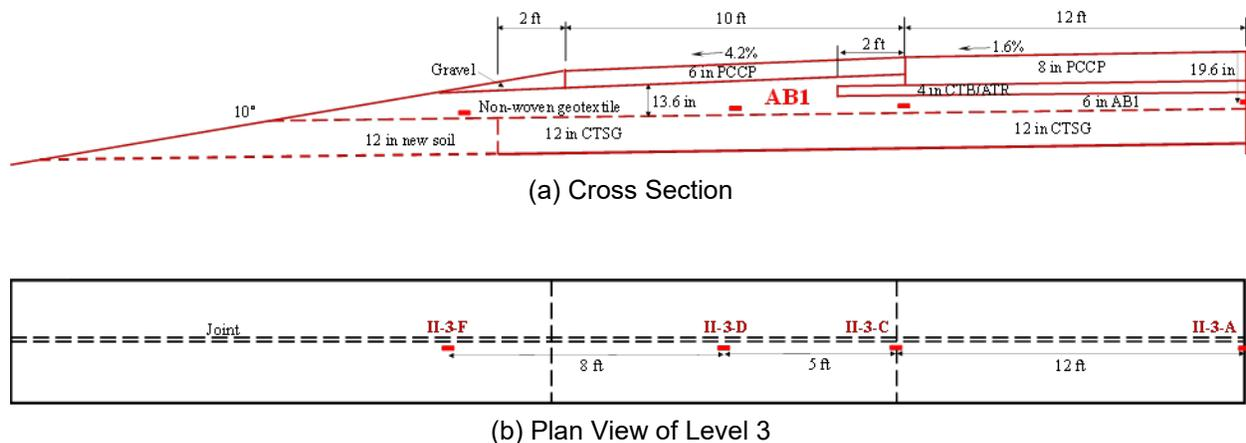 2 ft
10 ft
12 ft
4.2%
2 ft
1.6%
Gravel
6 in PCCP
8 in PCCP
19.6 in
4 in CTB/ATR
10°
Non-woven geotextile
13.6 in
AB1
6 in AB1
12 in new soil
12 in CTSG
12 in CTSG
(a) Cross Section
Joint
II-3-F
II-3-D
II-3-C
II-3-A
8 ft
5 ft
12 ft
(b) Plan View of Level 3